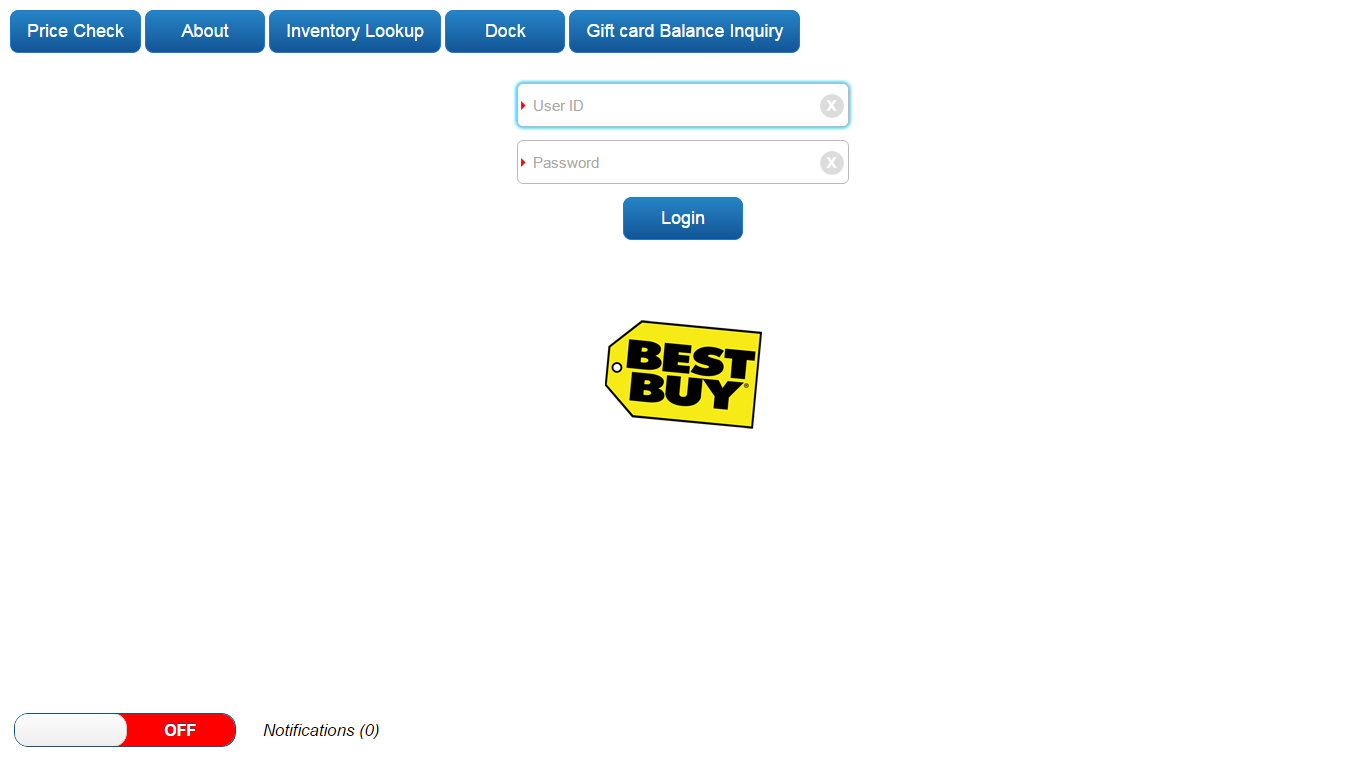 Price Check
About
Inventory Lookup
Dock
Gift card Balance Inquiry
User ID
X
Password
X
Login
BEST
BUY®
OFF
Notifications (0)